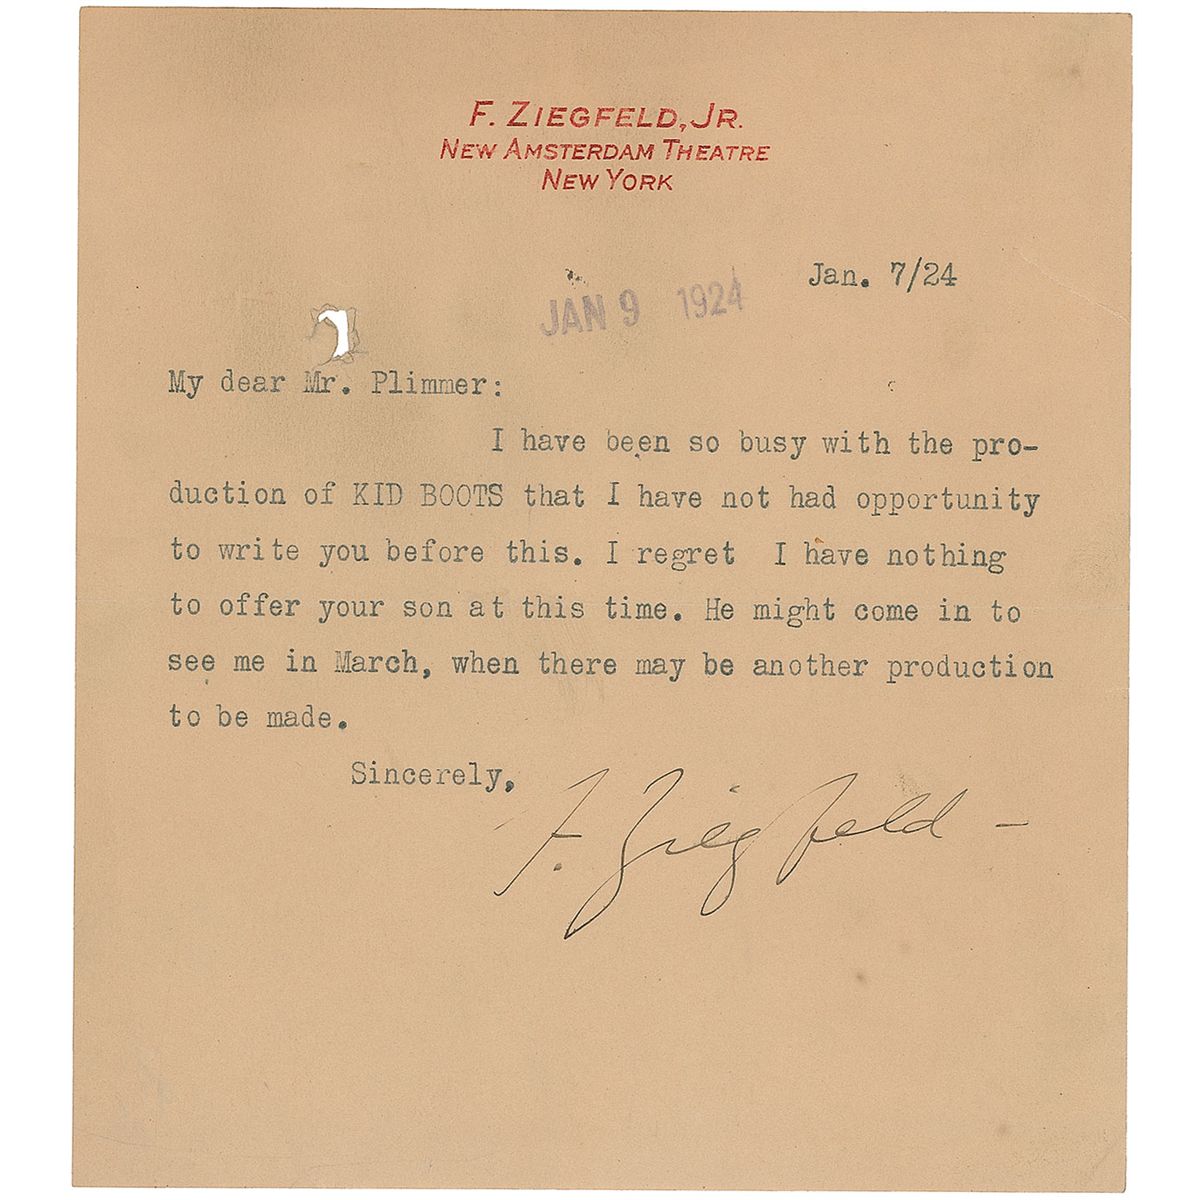 F. ZIEGFELD, JR.
NEW AMSTERDAM THEATRE
NEW YORK
Jan. 7/24
JAN 9 1924
My dear Mr. Plimmer:
I have been so busy with the pro-
duction of KID BOOTS that I have not had opportunity
to write you before this. I regret I have nothing
to offer your son at this time. He might come in to
see me in March, when there may be another production
to be made.
Sincerely,
F. Ziegfeld -